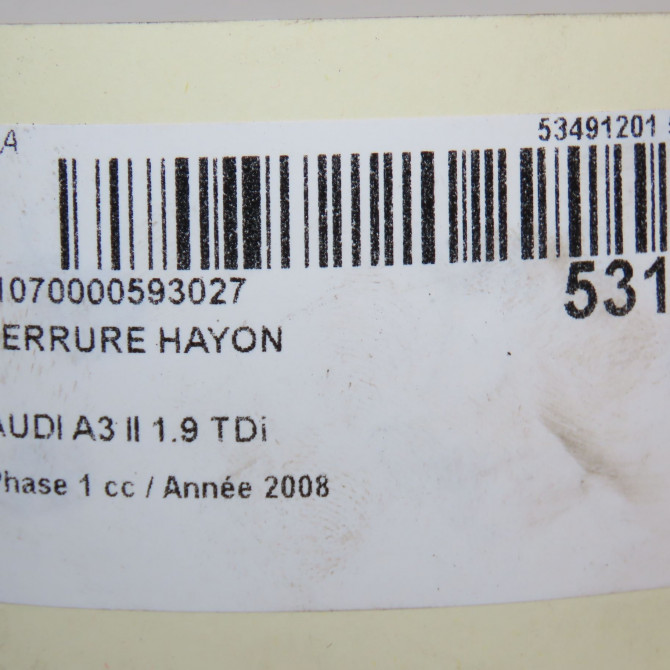 A 53491201
1070000593027 531
ERRURE HAYON
AUDI A3 II 1.9 TDi
Phase 1 cc / Année 2008